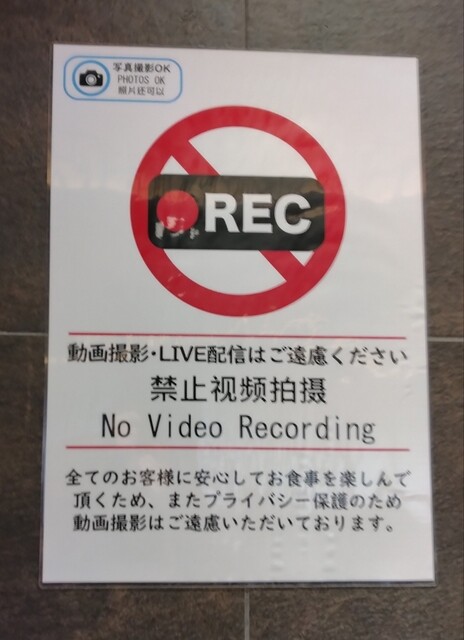 写真撮影OK
PHOTOS OK
照片还可以
REC
動画撮影･LIVE配信はご遠慮ください
禁止视频拍摄
No Video Recording
全てのお客様に安心してお食事を楽しんで
頂くため、またプライバシー保護のため
動画撮影はご遠慮いただいております。